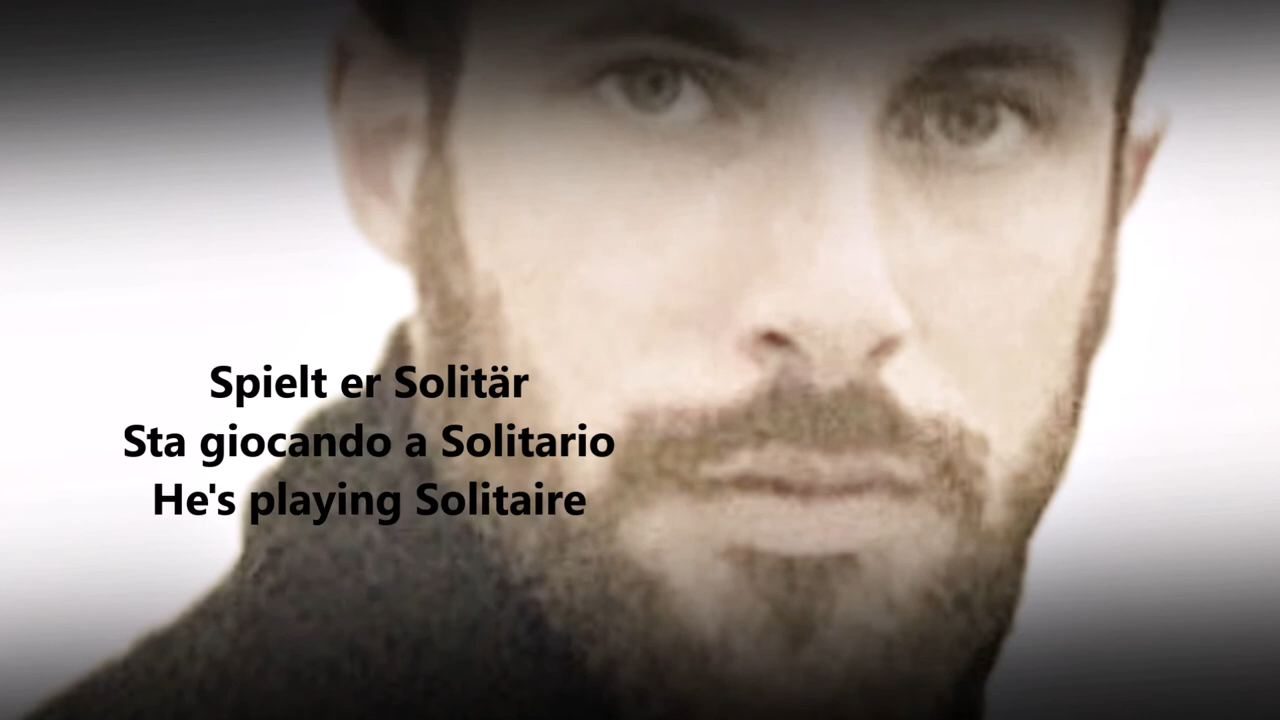 Spielt er Solitär
Sta giocando a Solitario
He's playing Solitaire